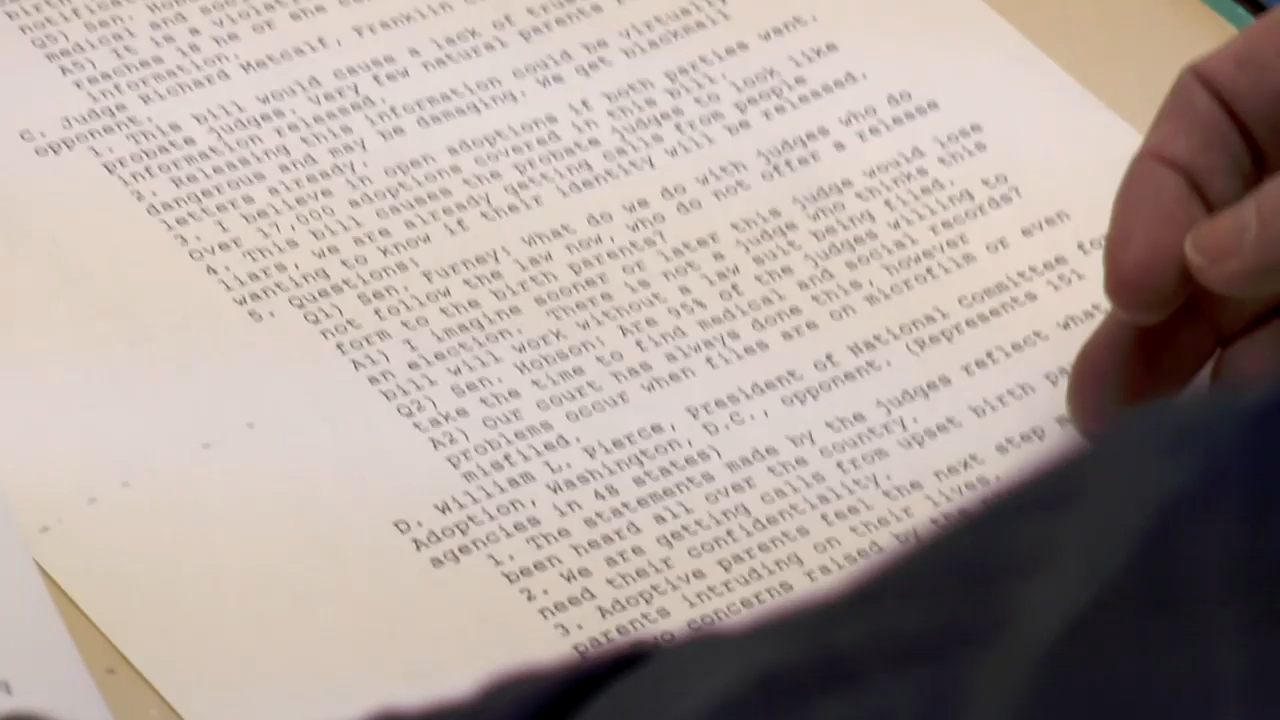 Q5) Sen.
medical and
A5) It is a violat
reaches is he or she
information.
C. Judge Richard Metcalf, Franklin
opponent.
1. This bill would cause a lack of trust
probate judges. Very few natural parents
information released.
2. Releasing this information could be virtually
dangerous and may be damaging. We get blackmail
letters already.
3. I believe in open adoptions if both parties want.
Over 17,000 adoptions covered in this bill.
4. This bill causes the probate judges to look like
liars, we are already getting calls from people
wanting to know if their identity will be released.
5. Questions:
Q1) Sen. Furney: What do we do with judges who do
not follow the law now, who do not offer a release
form to the birth parents?
A1) I imagine sooner or later this judge would lose
an election. There is not a judge who thinks this
bill will work without a law suit being filed.
Q2) Sen. Hobson: Are 95% of the judges willing to
take the time to find medical and social records?
A2) Our court has always done this, however
problems occur when files are on microfilm or even
misfiled.
D. William L. Pierce, President of National Committee for
Adoption, Washington, D.C., opponent. (Represents 151
agencies in 48 states)
1. The statements made by the judges reflect what
been heard all over the country.
2. We are getting calls from upset birth pa
need their confidentiality.
3. Adoptive parents feel the next step
parents intruding on their lives.
concerns raised by the